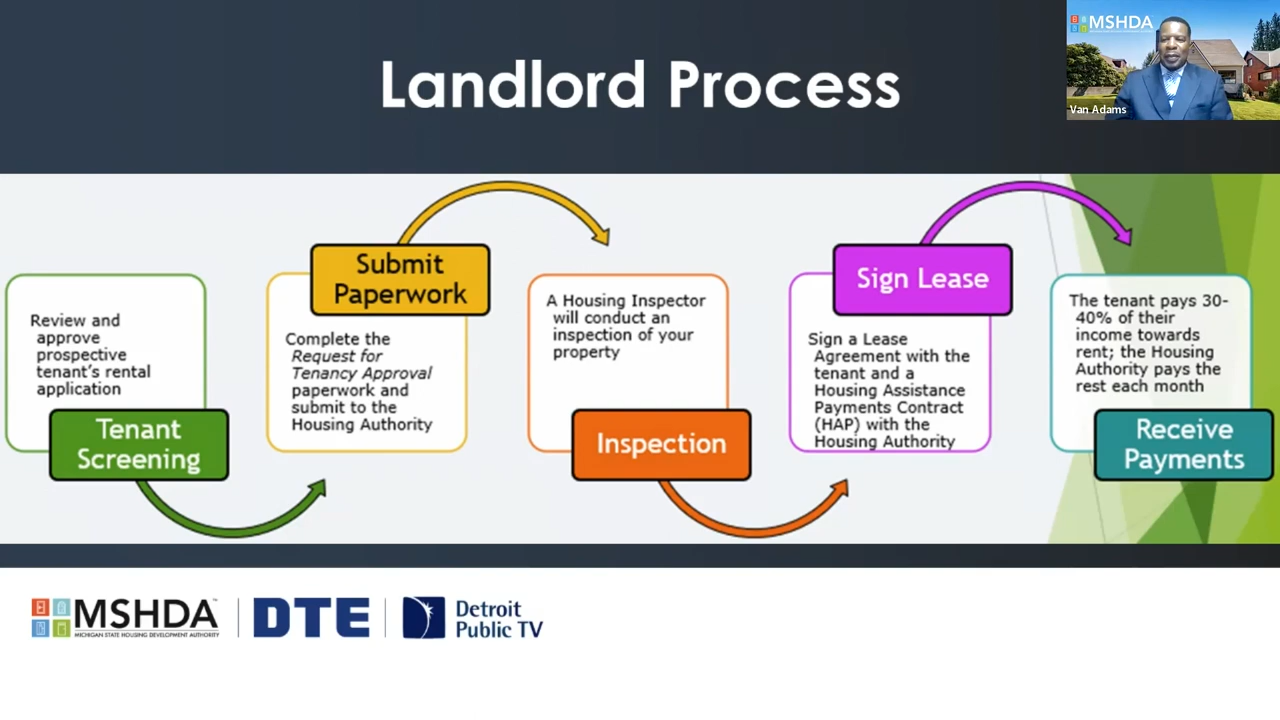 Landlord Process
MSHDA
Van Adams
Review and
approve
prospective
tenant's rental
application
Tenant
Screening
Submit
Paperwork
Complete the
Request for
Tenancy Approval
paperwork and
submit to the
Housing Authority
A Housing Inspector
will conduct an
inspection of your
property
Inspection
Sign Lease
Sign a Lease
Agreement with the
tenant and a
Housing Assistance
Payments Contract
(HAP) with the
Housing Authority
The tenant pays 30-
40% of their
income towards
rent; the Housing
Authority pays the
rest each month
Receive
Payments
MSHDA™
MICHIGAN STATE HOUSING DEVELOPMENT AUTHORITY
DTE
Detroit
Public TV